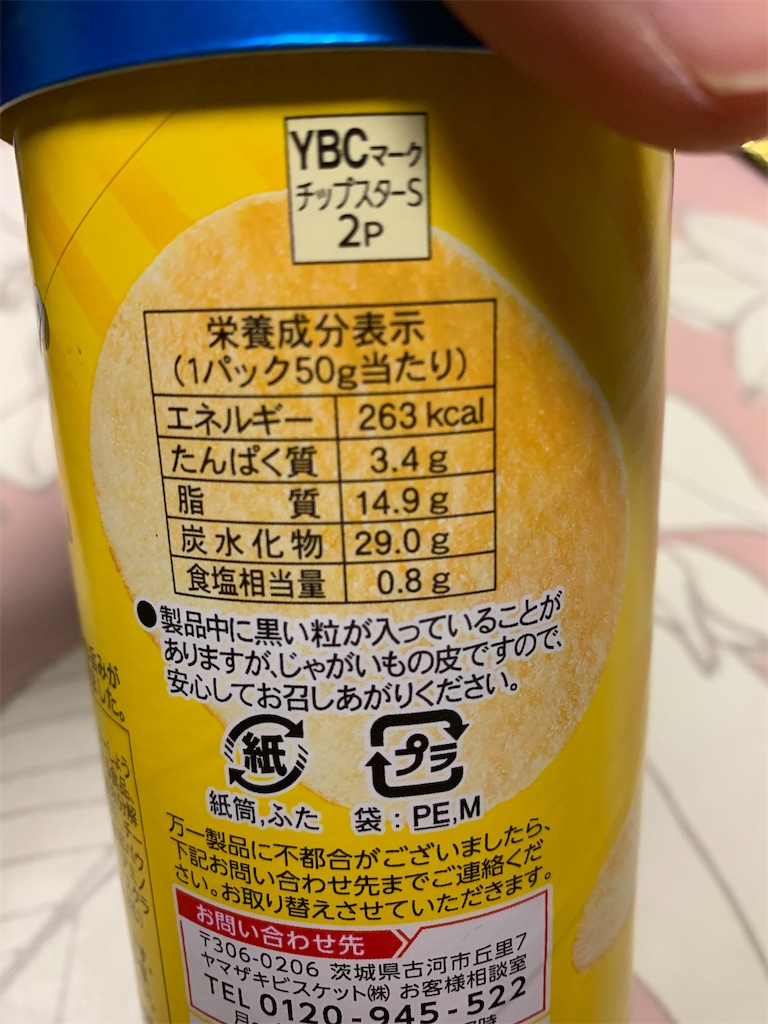 YBCマーク
チップスターS
2P
栄養成分表示
(1パック50g当たり)
エネルギー 263 kcal
たんぱく質 3.4 g
脂質 14.9 g
炭水化物 29.0 g
食塩相当量 0.8 g
●製品中に黒い粒が入っていることが
ありますが、じゃがいもの皮ですので、
安心してお召しあがりください。
紙 プラ
紙筒,ふた 袋：PE,M
万一製品に不都合がございましたら、
下記お問い合わせ先までご連絡くだ
さい。お取り替えさせていただきます。
お問い合わせ先
〒306-0206 茨城県古河市丘里7
ヤマザキビスケット㈱ お客様相談室
TEL 0120-945-522